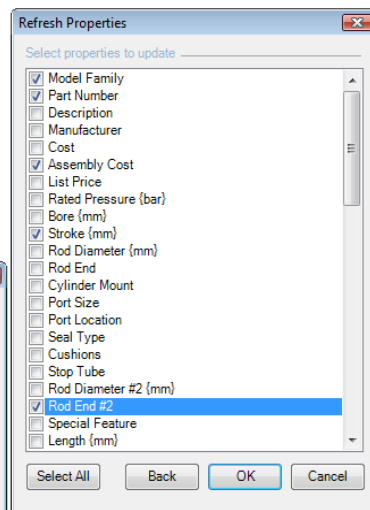 Refresh Properties
Select properties to update
Model Family
Part Number
Description
Manufacturer
Cost
Assembly Cost
List Price
Rated Pressure {bar}
Bore {mm}
Stroke {mm}
Rod Diameter {mm}
Rod End
Cylinder Mount
Port Size
Port Location
Seal Type
Cushions
Stop Tube
Rod Diameter #2 {mm}
Rod End #2
Special Feature
Length {mm}
Select All Back OK Cancel